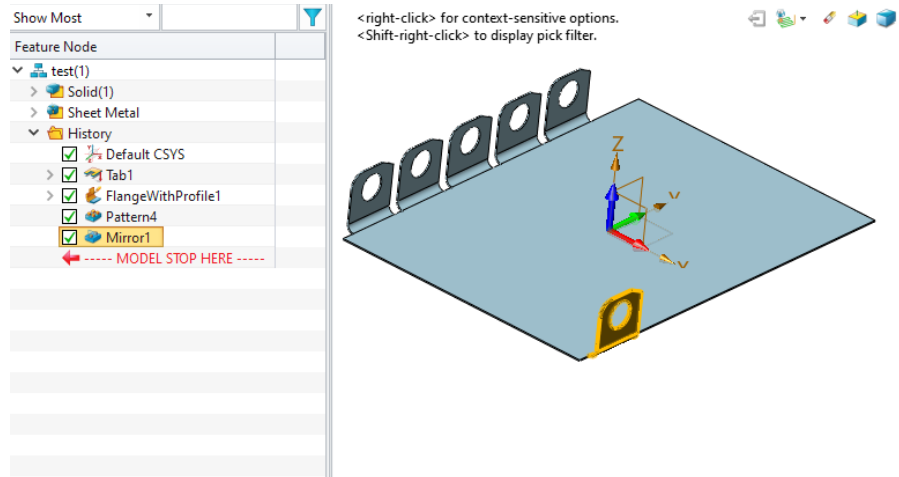 Show Most
<right-click> for context-sensitive options.
<Shift-right-click> to display pick filter.
Feature Node
test(1)
Solid(1)
Sheet Metal
History
Default CSYS
Tab1
FlangeWithProfile1
Pattern4
Mirror1
----- MODEL STOP HERE -----
Z